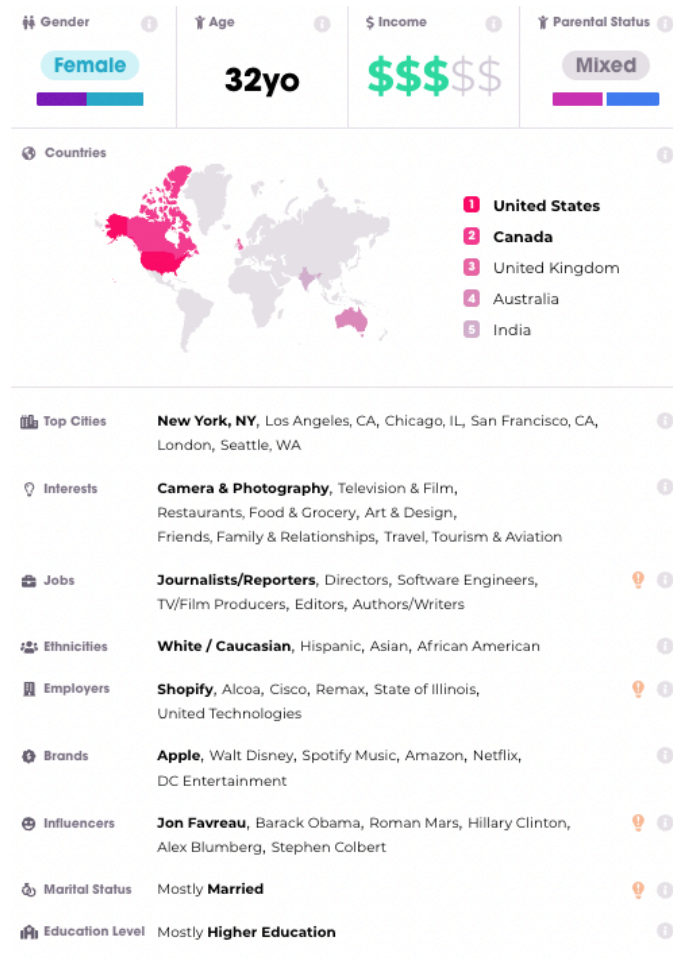 Gender
Age
$ Income
Parental Status
Female
32yo
$$$$$
Mixed
Countries
1 United States
2 Canada
3 United Kingdom
4 Australia
5 India
Top Cities
New York, NY, Los Angeles, CA, Chicago, IL, San Francisco, CA,
London, Seattle, WA
Interests
Camera & Photography, Television & Film,
Restaurants, Food & Grocery, Art & Design,
Friends, Family & Relationships, Travel, Tourism & Aviation
Jobs
Journalists/Reporters, Directors, Software Engineers,
TV/Film Producers, Editors, Authors/Writers
Ethnicities
White / Caucasian, Hispanic, Asian, African American
Employers
Shopify, Alcoa, Cisco, Remax, State of Illinois,
United Technologies
Brands
Apple, Walt Disney, Spotify Music, Amazon, Netflix,
DC Entertainment
Influencers
Jon Favreau, Barack Obama, Roman Mars, Hillary Clinton,
Alex Blumberg, Stephen Colbert
Marital Status
Mostly Married
Education Level
Mostly Higher Education